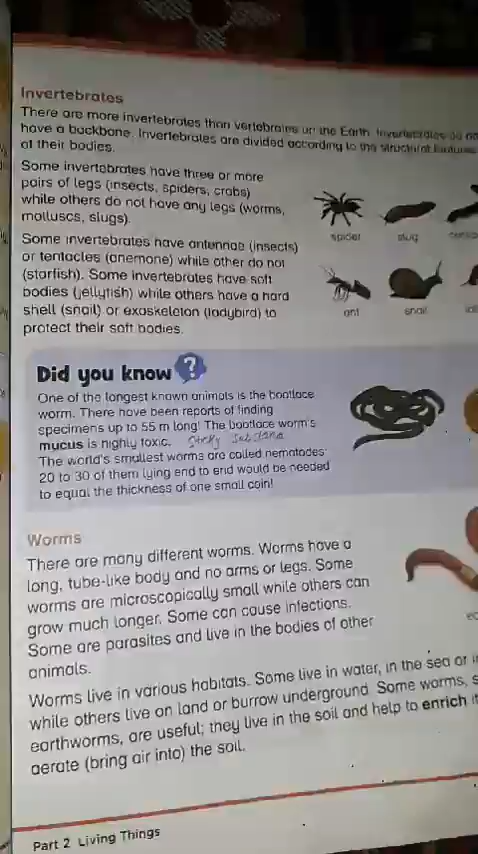 Invertebrates
There are more invertebrates than vertebrates on the Earth. Invertebrates do
have a backbone. Invertebrates are divided according to the structural features
of their bodies.
Some invertebrates have three or more
pairs of legs (insects, spiders, crabs)
while others do not have any legs (worms,
molluscs, slugs).
Some invertebrates have antennae (insects)
or tentacles (anemone) while other do not
(starfish). Some invertebrates have soft
bodies (jellyfish) while others have a hard
shell (snail) or exoskeleton (ladybird) to
protect their soft bodies.
spider
slug
ant
snail
Did you know ?
One of the longest known animals is the bootlace
worm. There have been reports of finding
specimens up to 55 m long! The bootlace worm's
mucus is highly toxic. Sticky Substance
The world's smallest worms are called nematodes:
20 to 30 of them lying end to end would be needed
to equal the thickness of one small coin!
Worms
There are many different worms. Worms have a
long, tube-like body and no arms or legs. Some
worms are microscopically small while others can
grow much longer. Some can cause infections.
Some are parasites and live in the bodies of other
animals.
Worms live in various habitats. Some live in water, in the sea or
while others live on land or burrow underground. Some worms,
earthworms, are useful; they live in the soil and help to enrich
aerate (bring air into) the soil.
Part 2 Living Things